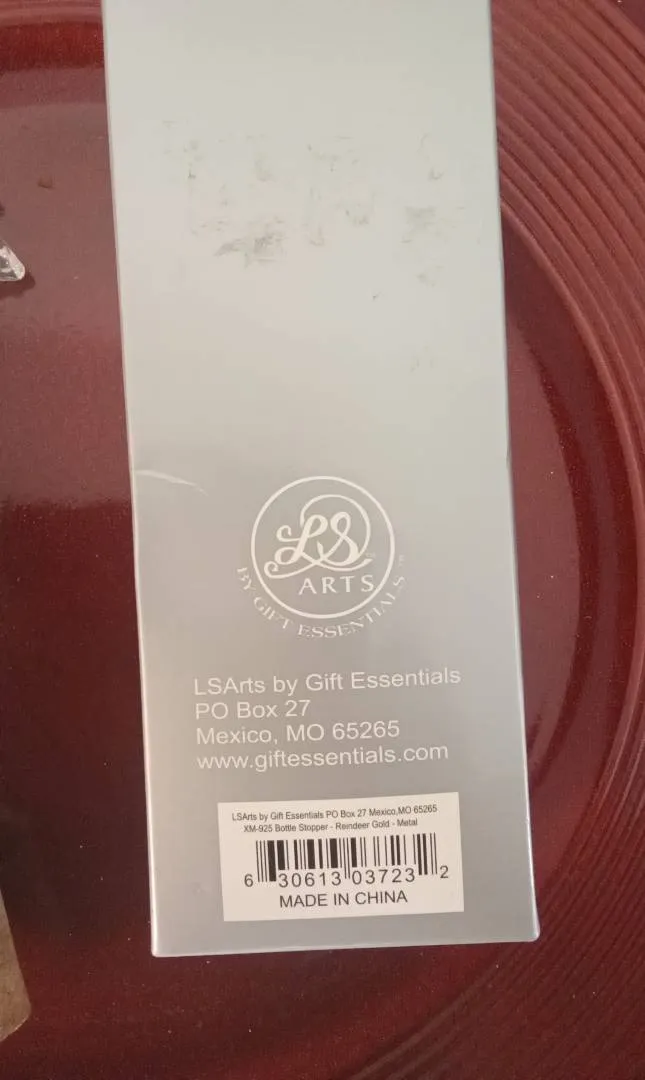 LS
ARTS
BY GIFT ESSENTIALS™
LSArts by Gift Essentials
PO Box 27
Mexico, MO 65265
www.giftessentials.com
LSArts by Gift Essentials PO Box 27 Mexico,MO 65265
XM-925 Bottle Stopper - Reindeer Gold - Metal
6 30613 03723 2
MADE IN CHINA